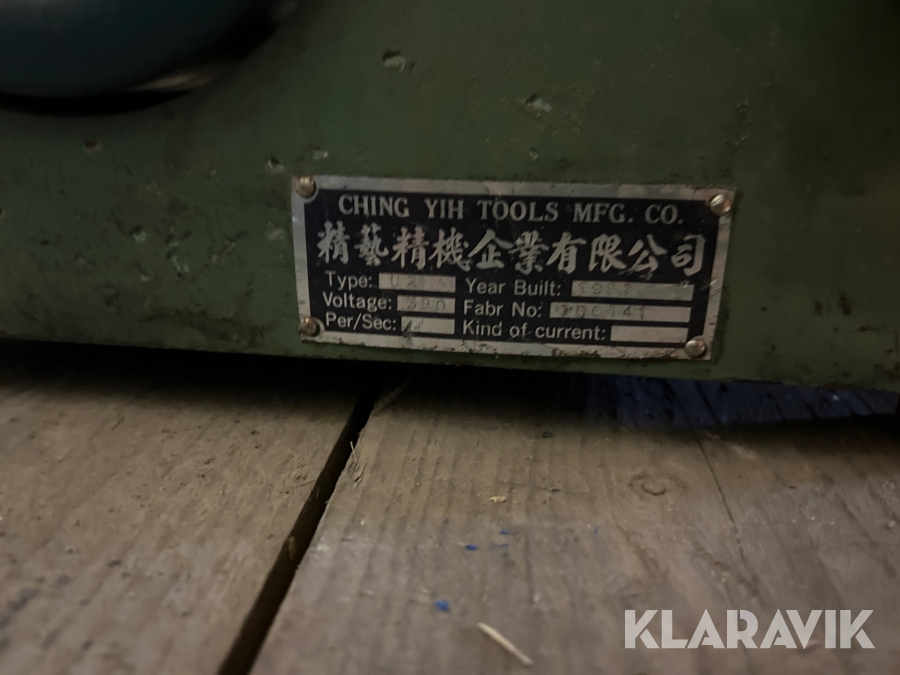 CHING YIH TOOLS MFG. CO.
精藝精機企業有限公司
Type: U2 Year Built:
Voltage: 380 Fabr No:
Per/Sec: Kind of current:
KLARAVIK